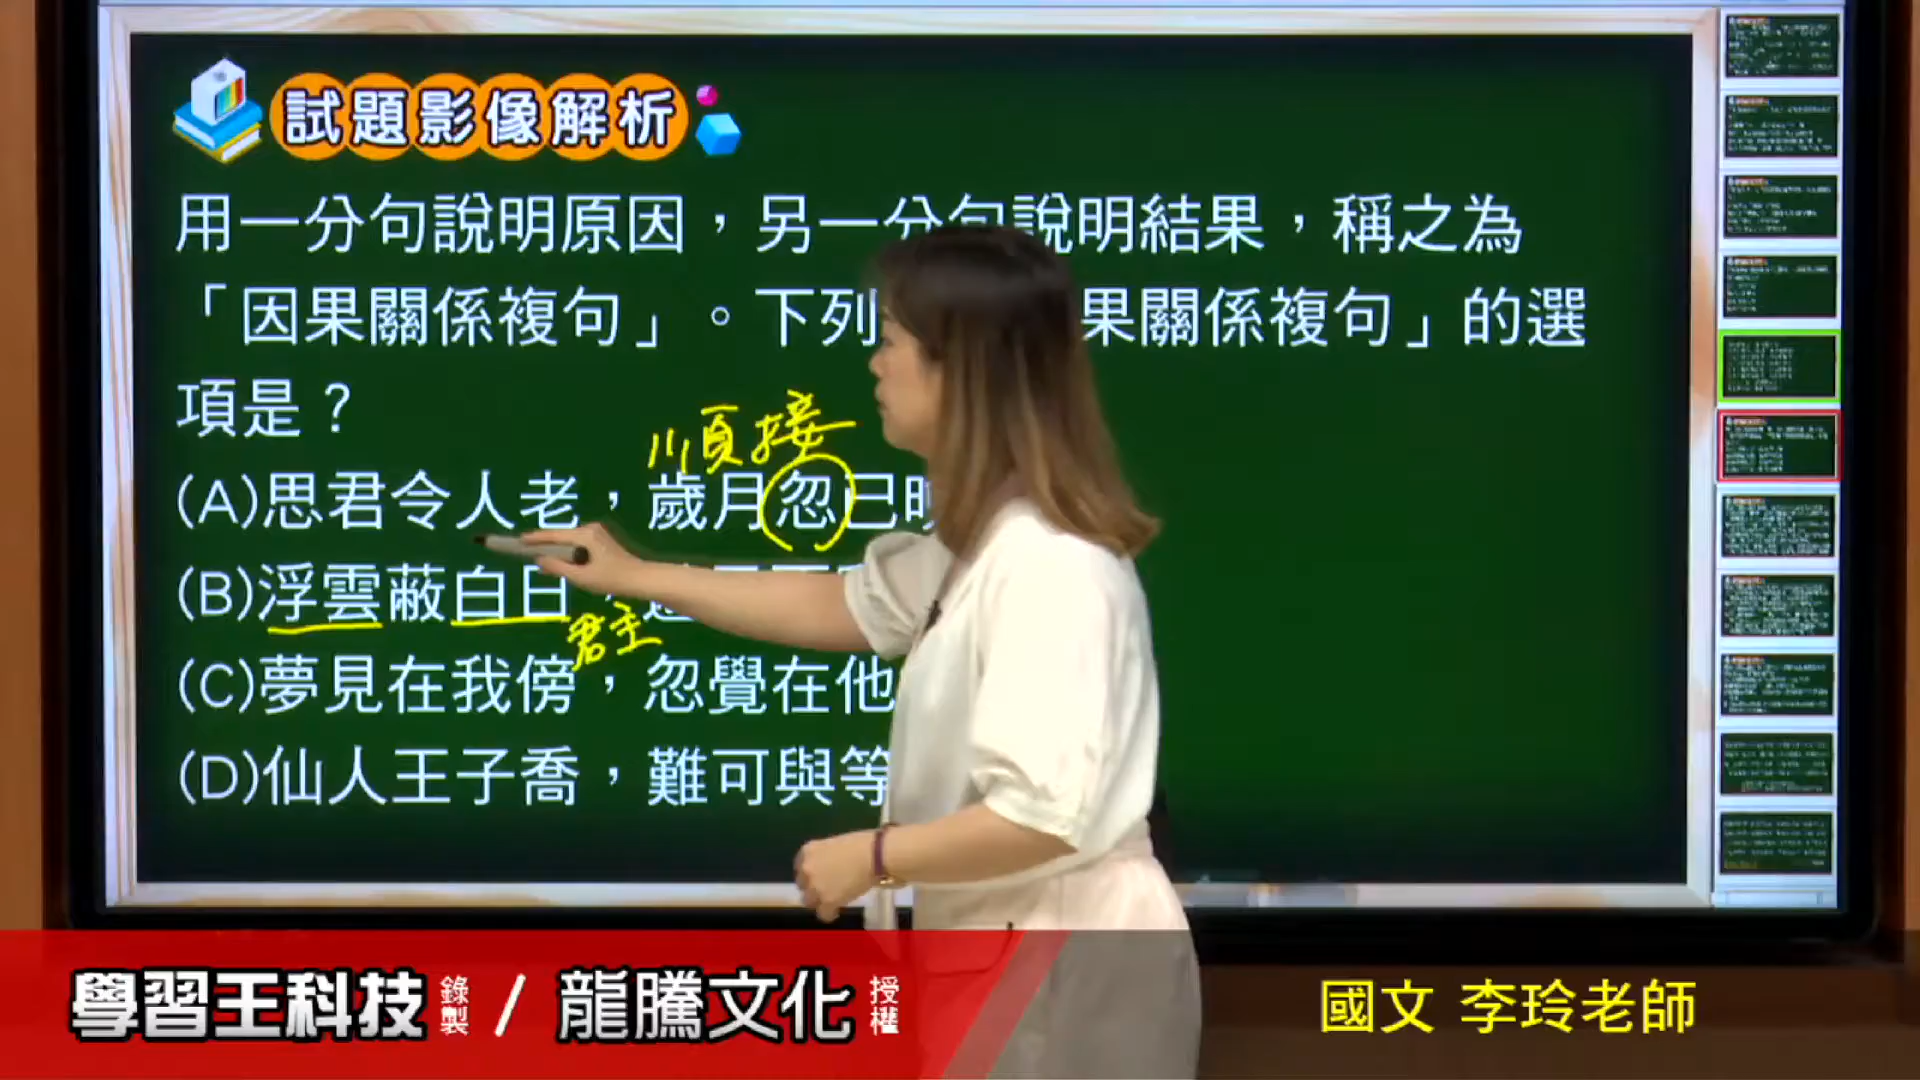 試題影像解析
用一分句說明原因，另一分句說明結果，稱之為
「因果關係複句」。下列 果關係複句」的選
項是？
順接
(A)思君令人老，歲月忽已
(B)浮雲蔽白日，
君主
(C)夢見在我傍，忽覺在他
(D)仙人王子喬，難可與等
學習王科技錄製 / 龍騰文化授權
國文 李玲老師